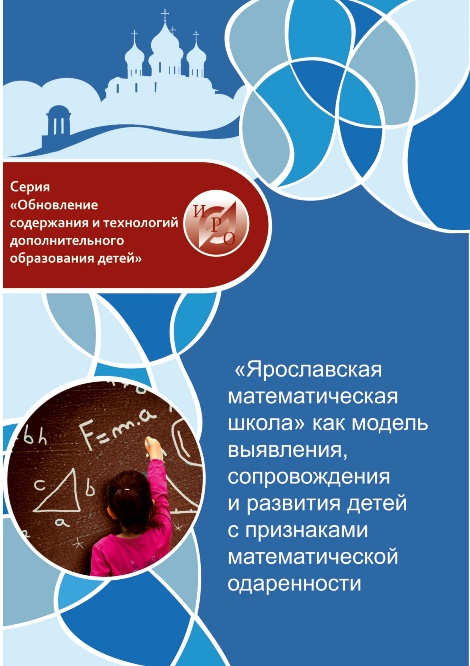 Серия
«Обновление
содержания и технологий
дополнительного
образования детей»
И
Р
О
«Ярославская
математическая
школа» как модель
выявления,
сопровождения
и развития детей
с признаками
математической
одаренности
bh
F=m.a
c
b
a